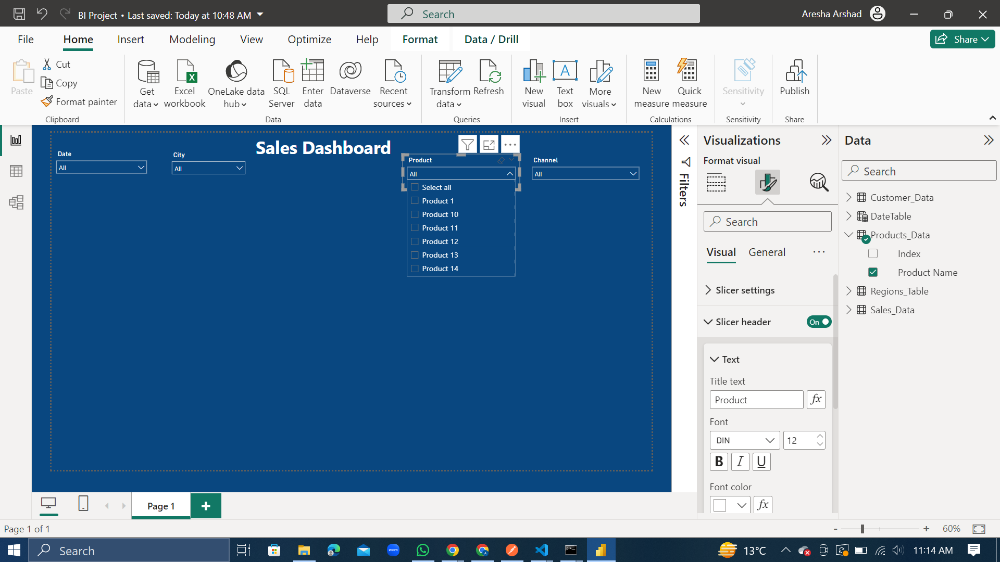 BI Project • Last saved: Today at 10:48 AM
Search
Aresha Arshad
File Home Insert Modeling View Optimize Help Format Data / Drill
Share
Paste
Cut
Copy
Format painter
Clipboard
Get data
Excel workbook
OneLake data hub
SQL Server
Enter data
Dataverse
Recent sources
Data
Transform data
Refresh
Queries
New visual
Text box
More visuals
Insert
New measure
Quick measure
Calculations
Sensitivity
Sensitivity
Publish
Share
Sales Dashboard
Date
All
City
All
Product
All
Select all
Product 1
Product 10
Product 11
Product 12
Product 13
Product 14
Channel
All
Filters
Visualizations
Format visual
Search
Visual General
Slicer settings
Slicer header On
Text
Title text
Product
fx
Font
DIN 12
B I U
Font color
fx
Data
Search
Customer_Data
DateTable
Products_Data
Index
Product Name
Regions_Table
Sales_Data
Page 1
Page 1 of 1
- + 60%
Search
zoom
13°C
11:14 AM